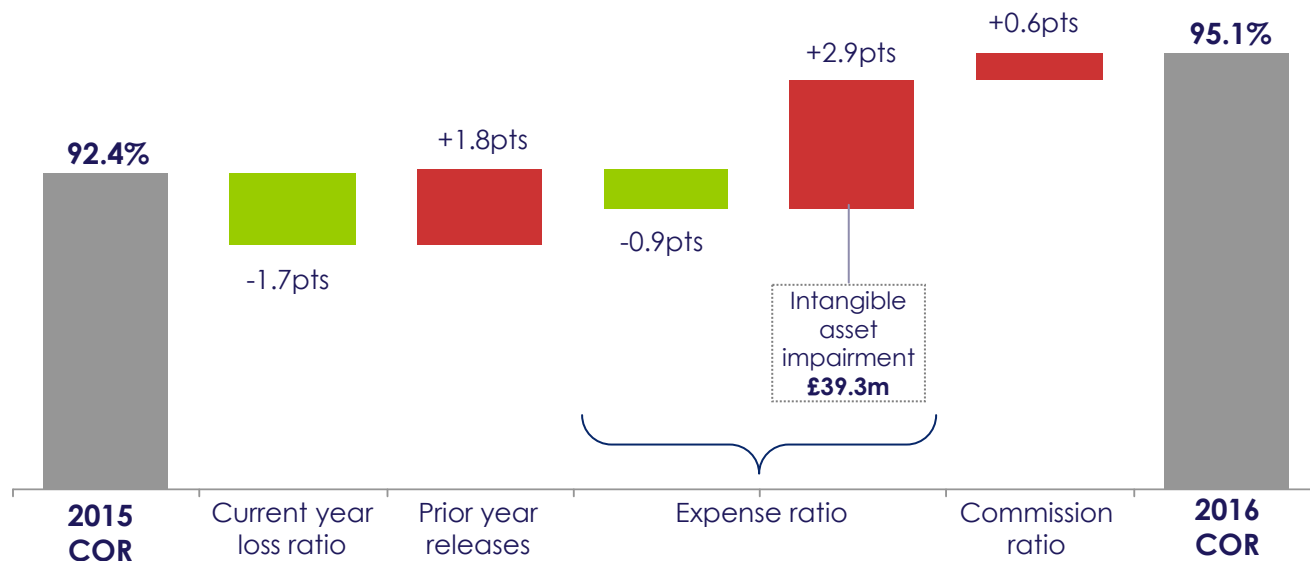 92.4%
-1.7pts
+1.8pts
-0.9pts
+2.9pts
Intangible
asset
impairment
£39.3m
+0.6pts
95.1%
2015
COR
Current year
loss ratio
Prior year
releases
Expense ratio
Commission
ratio
2016
COR